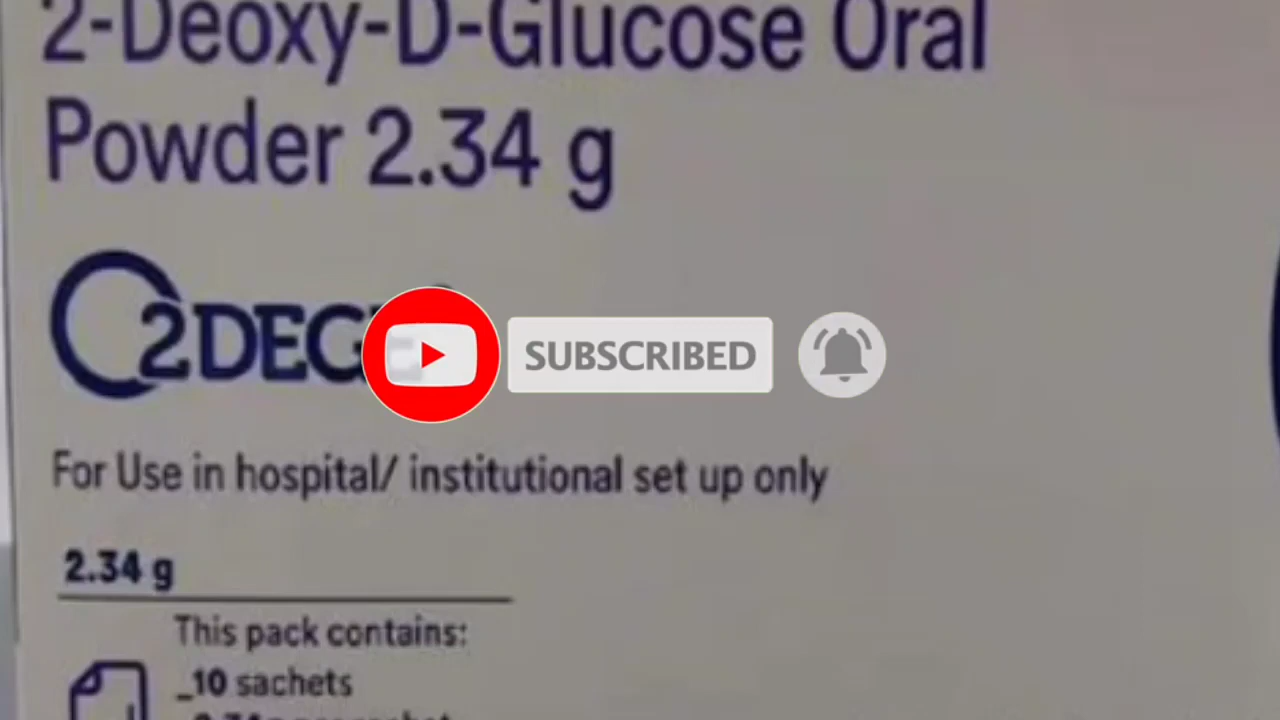 2-Deoxy-D-Glucose Oral
Powder 2.34 g
2DEG
SUBSCRIBED
For Use in hospital/ institutional set up only
2.34 g
This pack contains:
_10 sachets